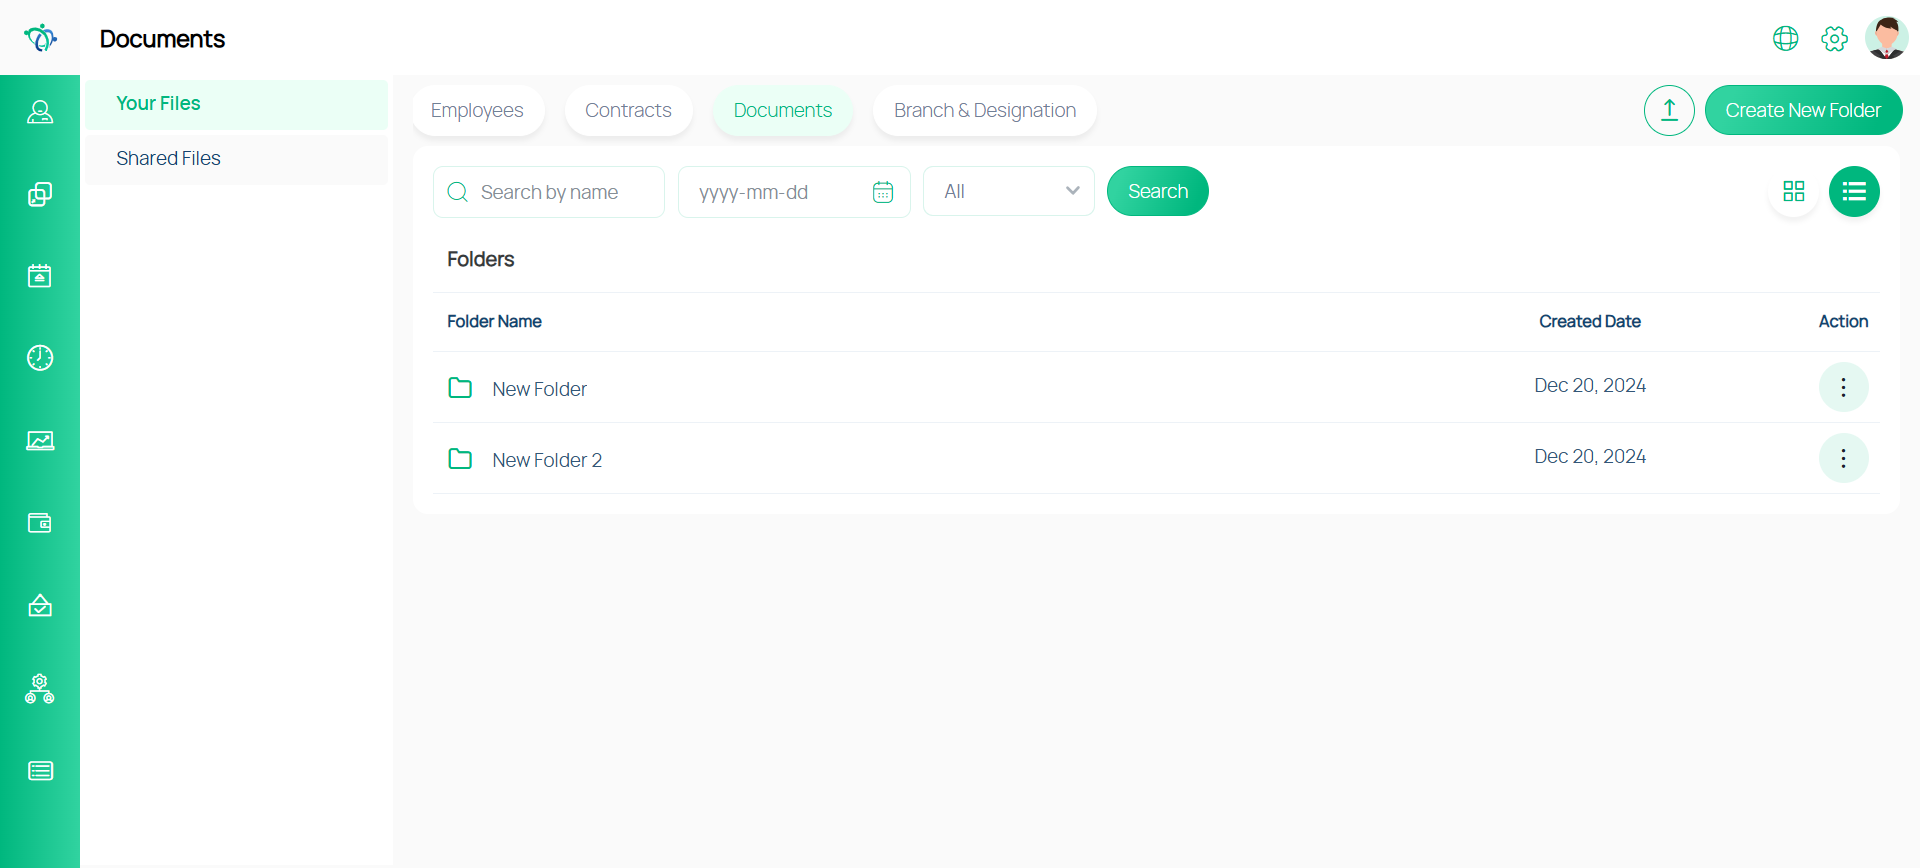 Documents
Your Files
Shared Files
Employees
Contracts
Documents
Branch & Designation
Create New Folder
Search by name
yyyy-mm-dd
All
Search
Folders
Folder Name
Created Date
Action
New Folder
Dec 20, 2024
New Folder 2
Dec 20, 2024